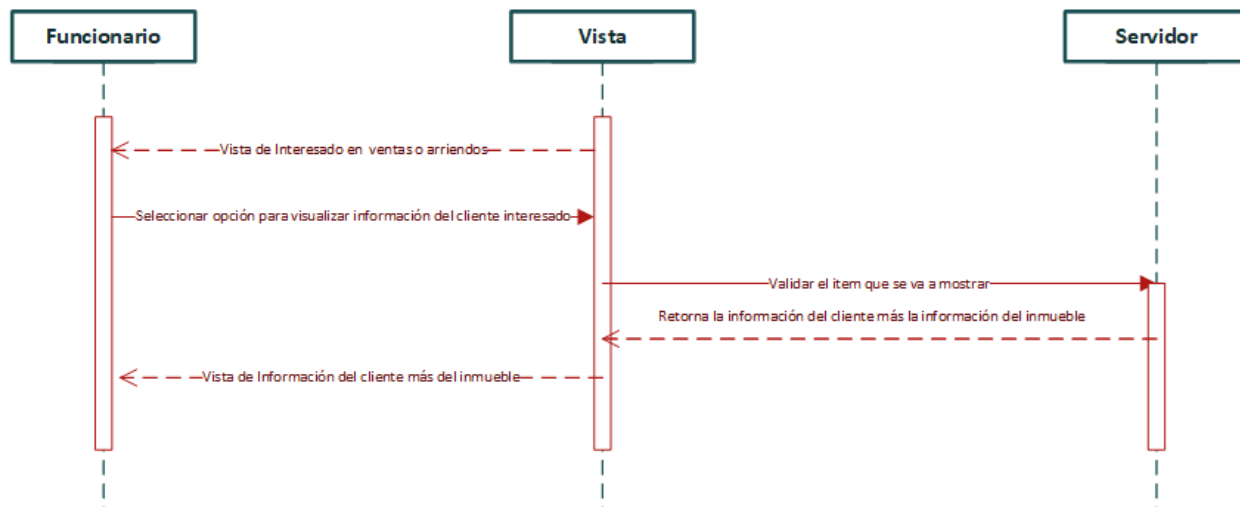 Funcionario
Vista
Servidor
Vista de Interesado en ventas o arriendos
Seleccionar opción para visualizar información del cliente interesado
Validar el item que se va a mostrar
Retorna la información del cliente más la información del inmueble
Vista de Información del cliente más del inmueble